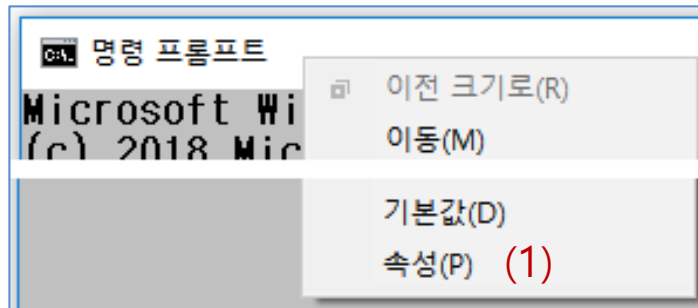 명령 프롬프트
이전 크기로(R)
Microsoft ₩i
이동(M)
(c) 2018 Mic
기본값(D)
속성(P) (1)